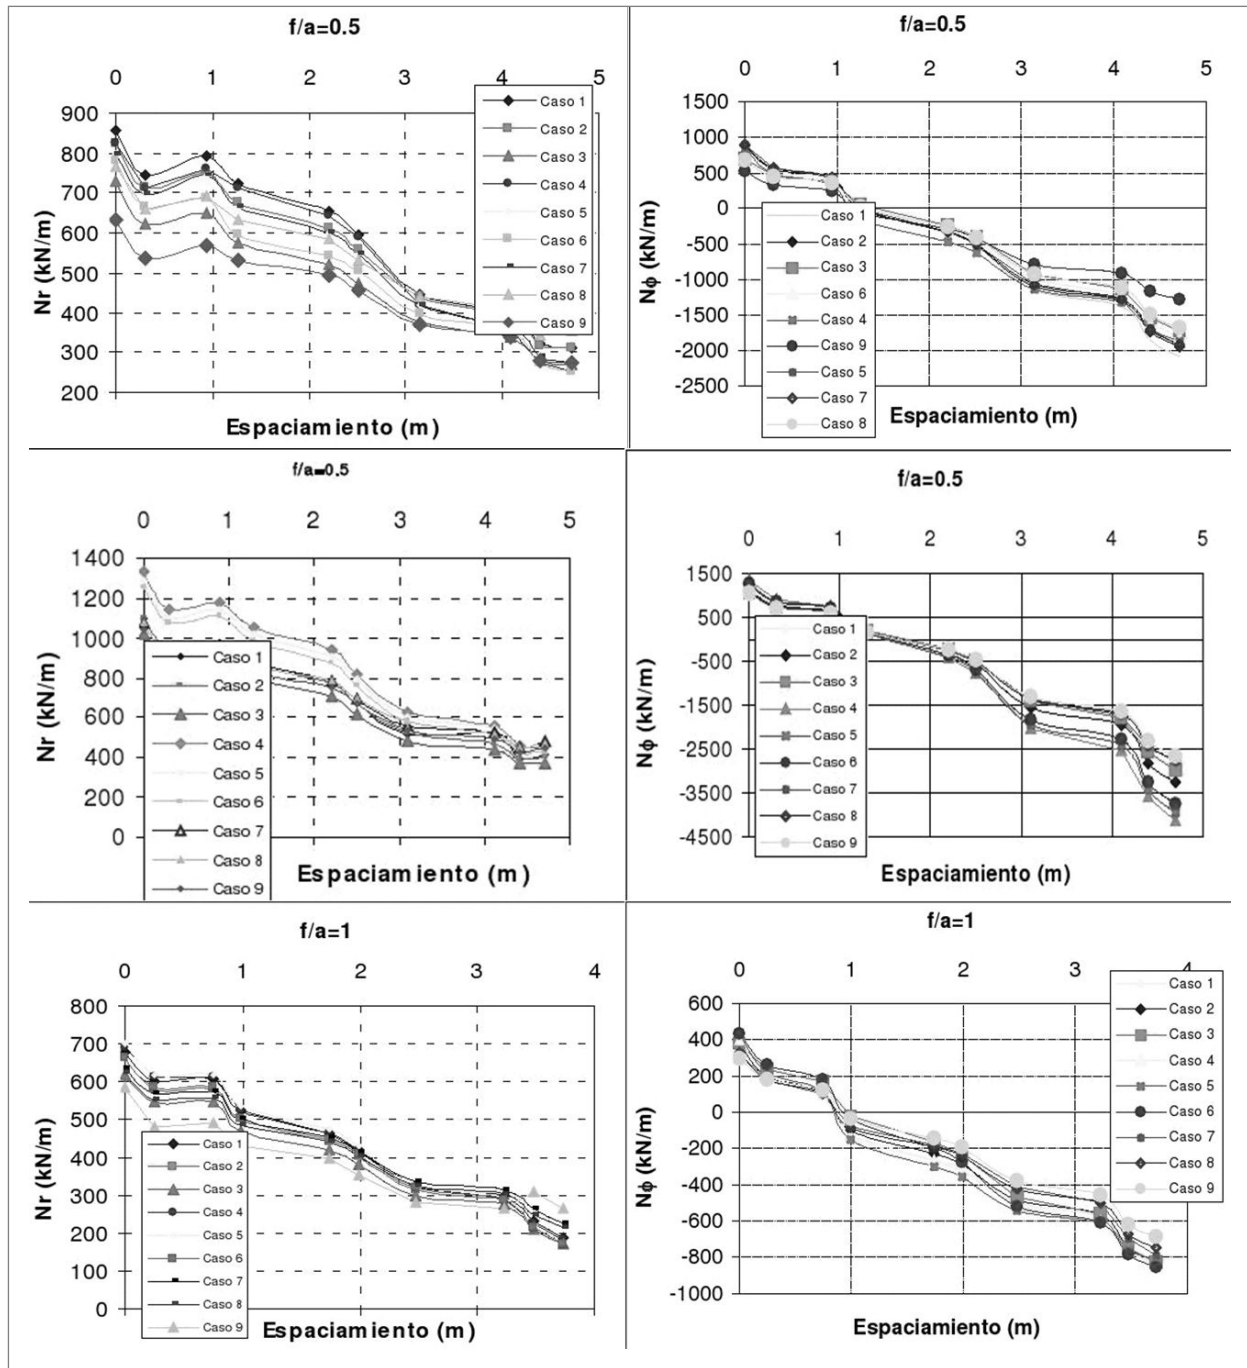 f/a=0.5
0 1 2 3 4 5
900
800
700
600
500
400
300
200
Nr (kN/m)
Espaciamiento (m)
Caso 1
Caso 2
Caso 3
Caso 4
Caso 5
Caso 6
Caso 7
Caso 8
Caso 9
f/a=0.5
0 1 2 3 4 5
1500
1000
500
0
-500
-1000
-1500
-2000
-2500
Nϕ (kN/m)
Caso 1
Caso 2
Caso 3
Caso 6
Caso 4
Caso 9
Caso 5
Caso 7
Caso 8
Espaciamiento (m)
f/a=0.5
0 1 2 3 4 5
1400
1200
1000
800
600
400
200
0
Nr (kN/m)
Caso 1
Caso 2
Caso 3
Caso 4
Caso 5
Caso 6
Caso 7
Caso 8
Caso 9
Espaciamiento (m)
f/a=0.5
0 1 2 3 4 5
1500
500
-500
-1500
-2500
-3500
-4500
Nϕ (kN/m)
Caso 1
Caso 2
Caso 3
Caso 4
Caso 5
Caso 6
Caso 7
Caso 8
Caso 9
Espaciamiento (m)
f/a=1
0 1 2 3 4
800
700
600
500
400
300
200
100
0
Nr (kN/m)
Caso 1
Caso 2
Caso 3
Caso 4
Caso 5
Caso 6
Caso 7
Caso 8
Caso 9
Espaciamiento (m)
f/a=1
0 1 2 3 4
600
400
200
0
-200
-400
-600
-800
-1000
Nϕ (kN/m)
Caso 1
Caso 2
Caso 3
Caso 4
Caso 5
Caso 6
Caso 7
Caso 8
Caso 9
Espaciamiento (m)